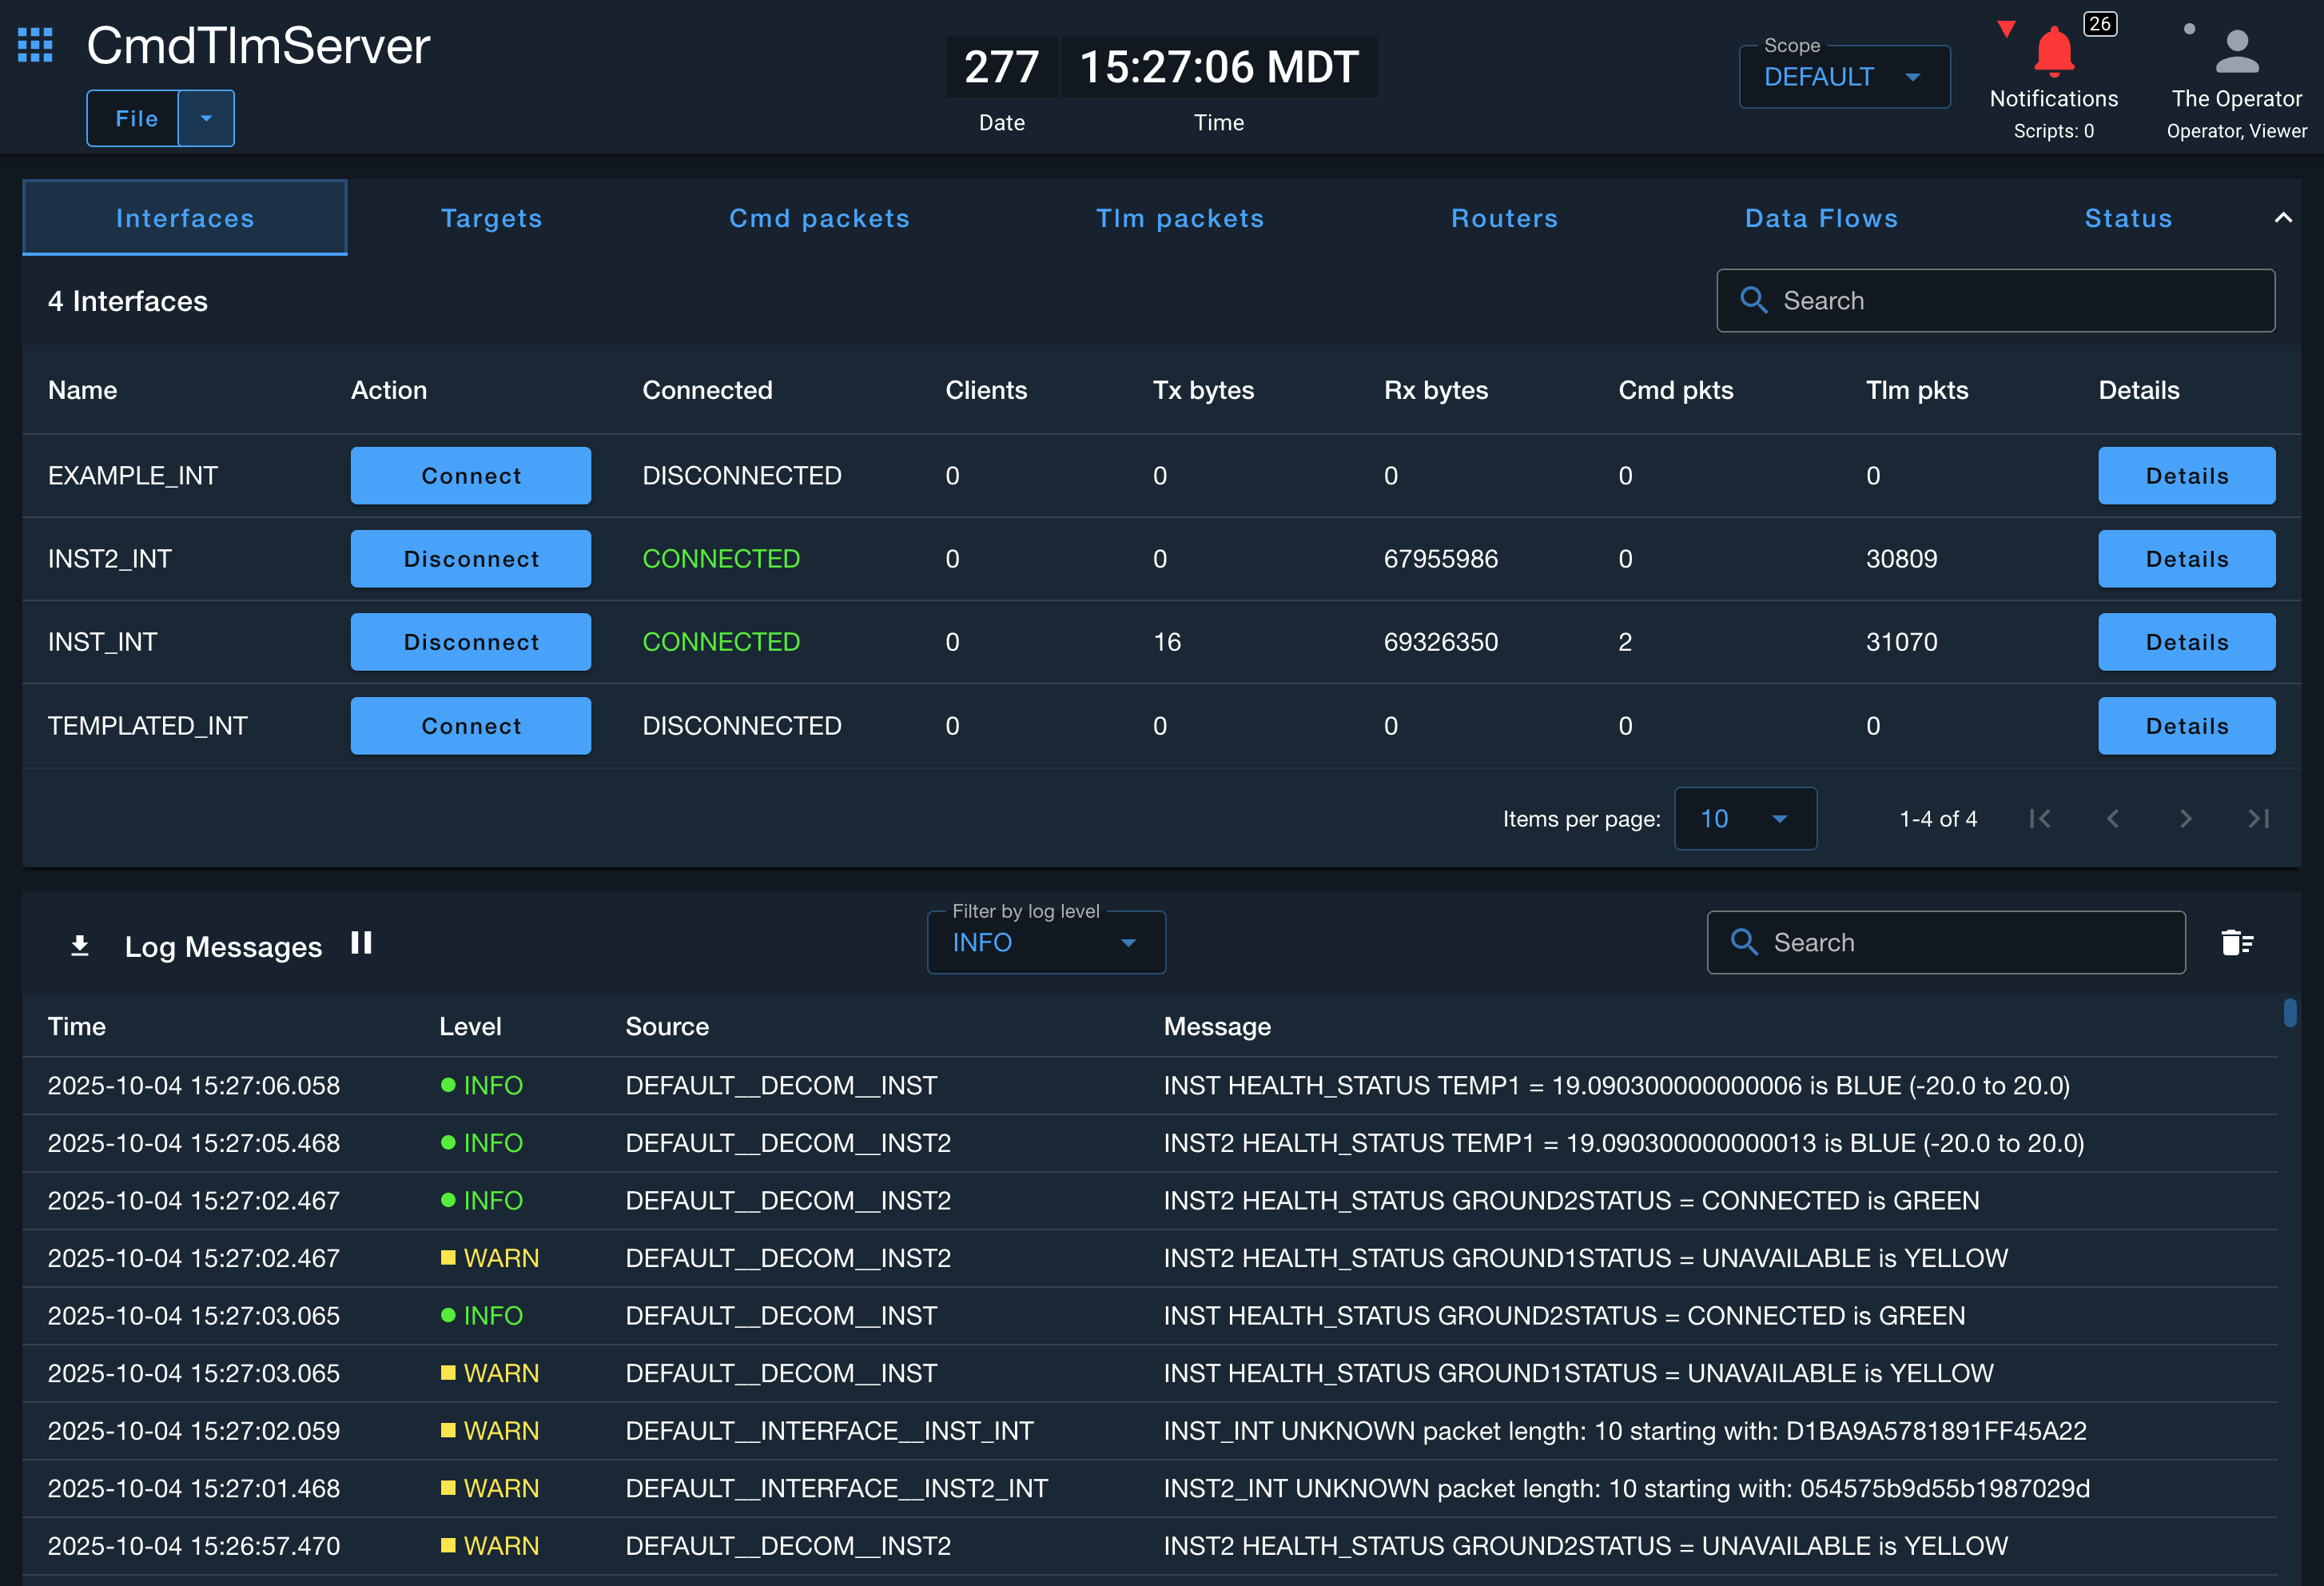 CmdTlmServer
File
277 15:27:06 MDT
Date Time
Scope
DEFAULT
26
Notifications
Scripts: 0
The Operator
Operator, Viewer
Interfaces Targets Cmd packets Tlm packets Routers Data Flows Status
4 Interfaces
Search
Name Action Connected Clients Tx bytes Rx bytes Cmd pkts Tlm pkts Details
EXAMPLE_INT Connect DISCONNECTED 0 0 0 0 0 Details
INST2_INT Disconnect CONNECTED 0 0 67955986 0 30809 Details
INST_INT Disconnect CONNECTED 0 16 69326350 2 31070 Details
TEMPLATED_INT Connect DISCONNECTED 0 0 0 0 0 Details
Items per page: 10 1-4 of 4
Log Messages
Filter by log level
INFO
Search
Time Level Source Message
2025-10-04 15:27:06.058 INFO DEFAULT__DECOM__INST INST HEALTH_STATUS TEMP1 = 19.090300000000006 is BLUE (-20.0 to 20.0)
2025-10-04 15:27:05.468 INFO DEFAULT__DECOM__INST2 INST2 HEALTH_STATUS TEMP1 = 19.090300000000013 is BLUE (-20.0 to 20.0)
2025-10-04 15:27:02.467 INFO DEFAULT__DECOM__INST2 INST2 HEALTH_STATUS GROUND2STATUS = CONNECTED is GREEN
2025-10-04 15:27:02.467 WARN DEFAULT__DECOM__INST2 INST2 HEALTH_STATUS GROUND1STATUS = UNAVAILABLE is YELLOW
2025-10-04 15:27:03.065 INFO DEFAULT__DECOM__INST INST HEALTH_STATUS GROUND2STATUS = CONNECTED is GREEN
2025-10-04 15:27:03.065 WARN DEFAULT__DECOM__INST INST HEALTH_STATUS GROUND1STATUS = UNAVAILABLE is YELLOW
2025-10-04 15:27:02.059 WARN DEFAULT__INTERFACE__INST_INT INST_INT UNKNOWN packet length: 10 starting with: D1BA9A5781891FF45A22
2025-10-04 15:27:01.468 WARN DEFAULT__INTERFACE__INST2_INT INST2_INT UNKNOWN packet length: 10 starting with: 054575b9d55b1987029d
2025-10-04 15:26:57.470 WARN DEFAULT__DECOM__INST2 INST2 HEALTH_STATUS GROUND2STATUS = UNAVAILABLE is YELLOW